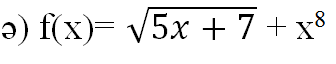 ə) f(x)= √(5x + 7) + x⁸